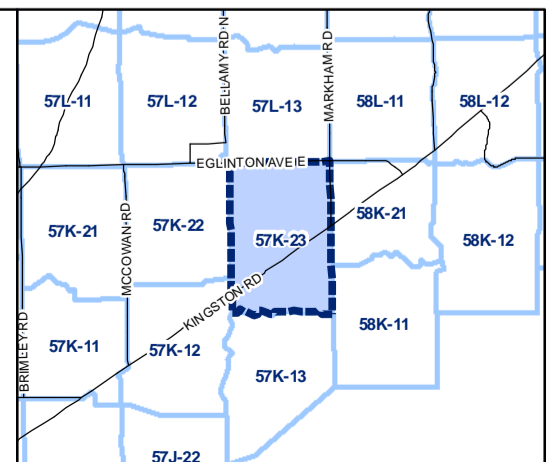 BELLAMY RD N
MARKHAM RD
57L-11
57L-12
57L-13
58L-11
58L-12
EGLINTON AVE E
MCCOWAN RD
57K-21
57K-22
57K-23
58K-21
58K-12
KINGSTON RD
BRIMLEY RD
57K-11
57K-12
57K-13
58K-11
57J-22